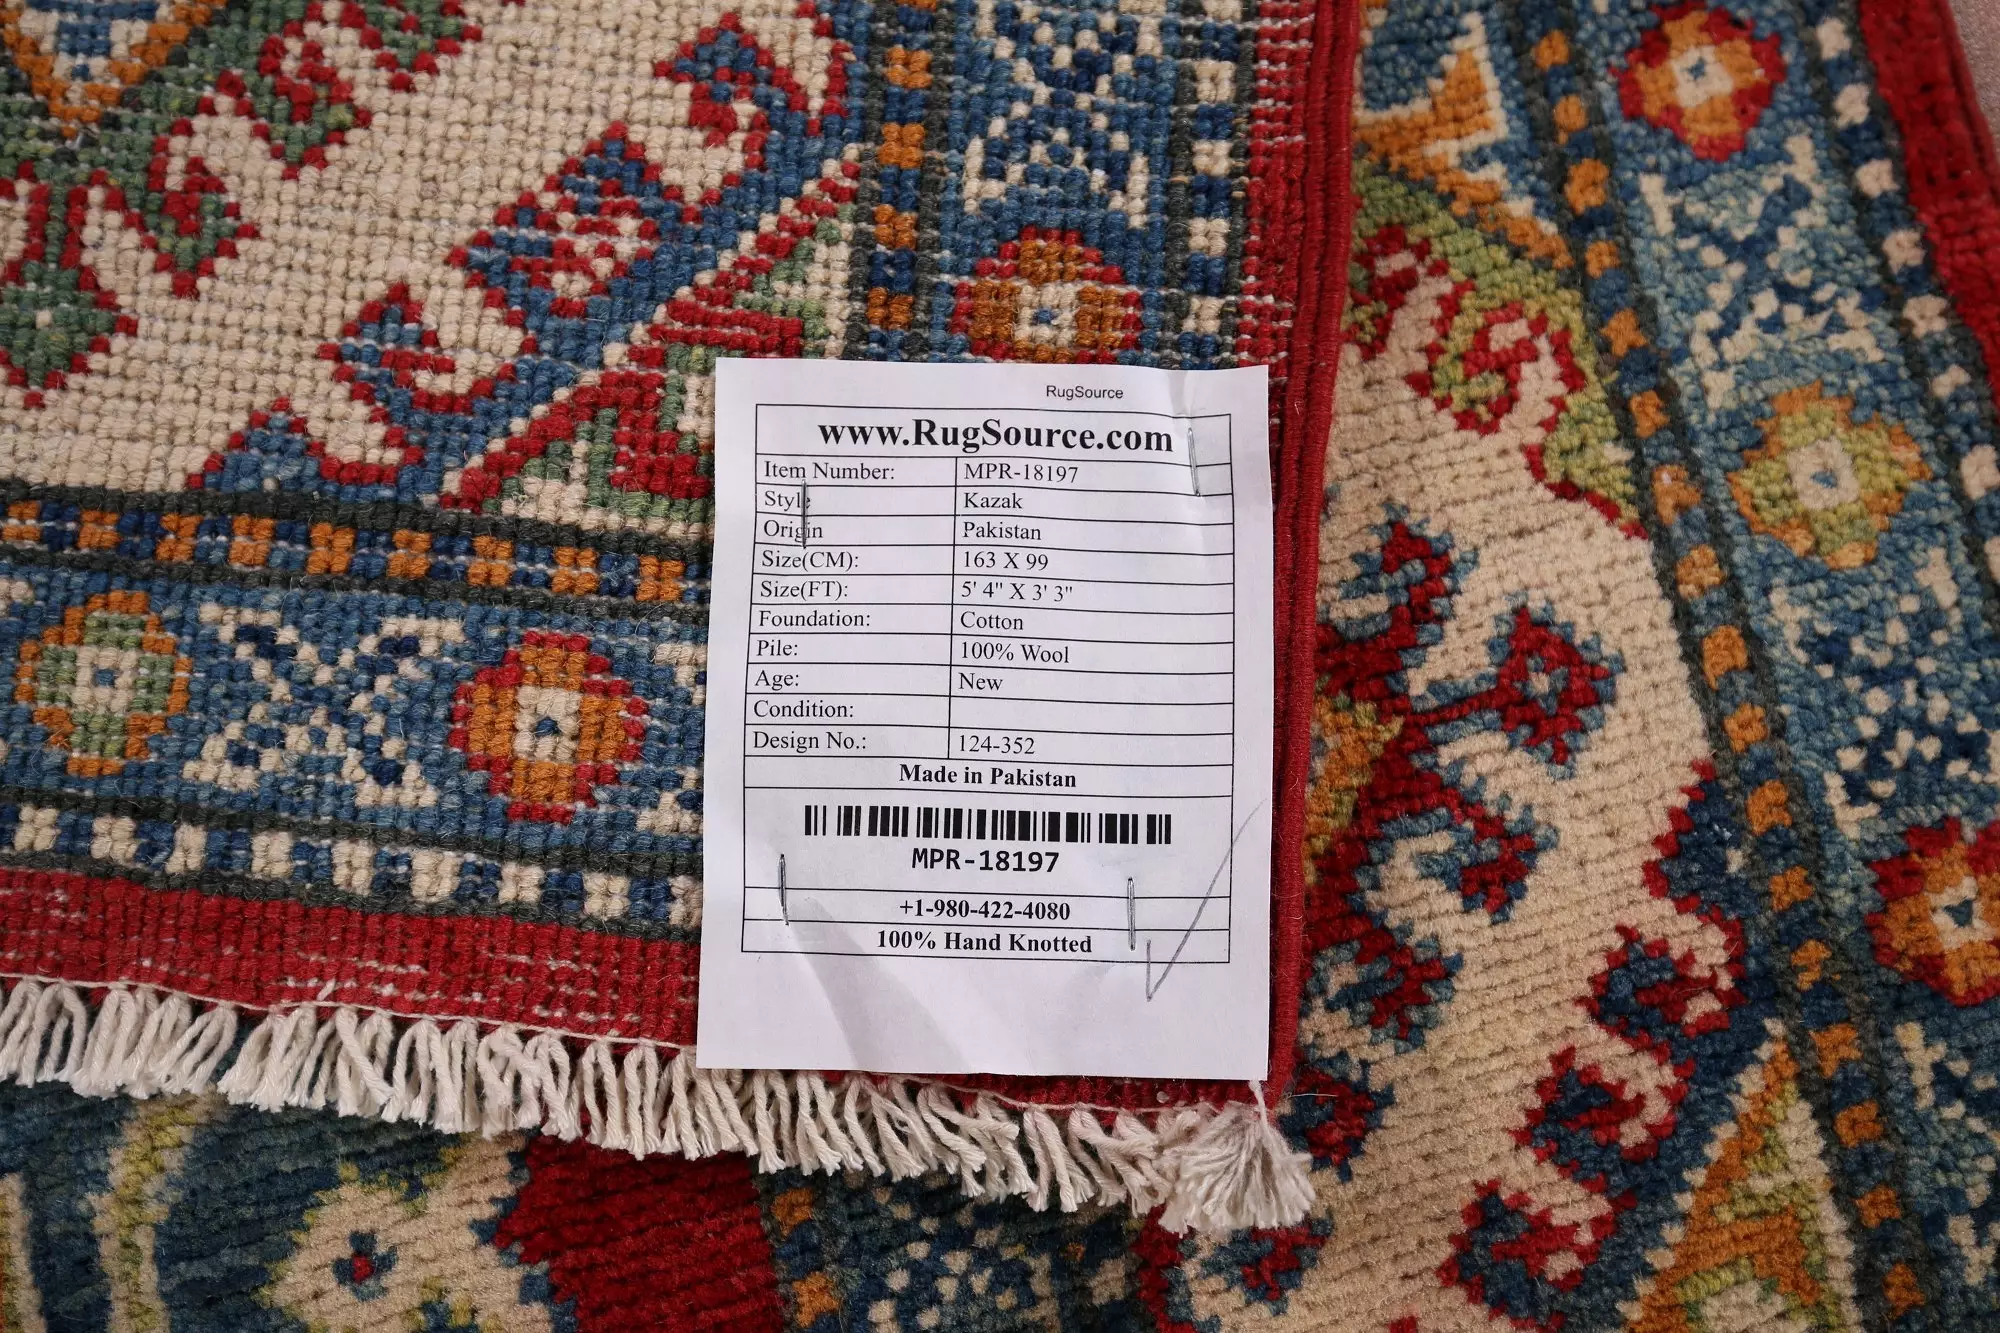 RugSource
www.RugSource.com
Item Number: MPR-18197
Style Kazak
Origin Pakistan
Size(CM): 163 X 99
Size(FT): 5' 4" X 3' 3"
Foundation: Cotton
Pile: 100% Wool
Age: New
Condition:
Design No.: 124-352
Made in Pakistan
MPR-18197
+1-980-422-4080
100% Hand Knotted